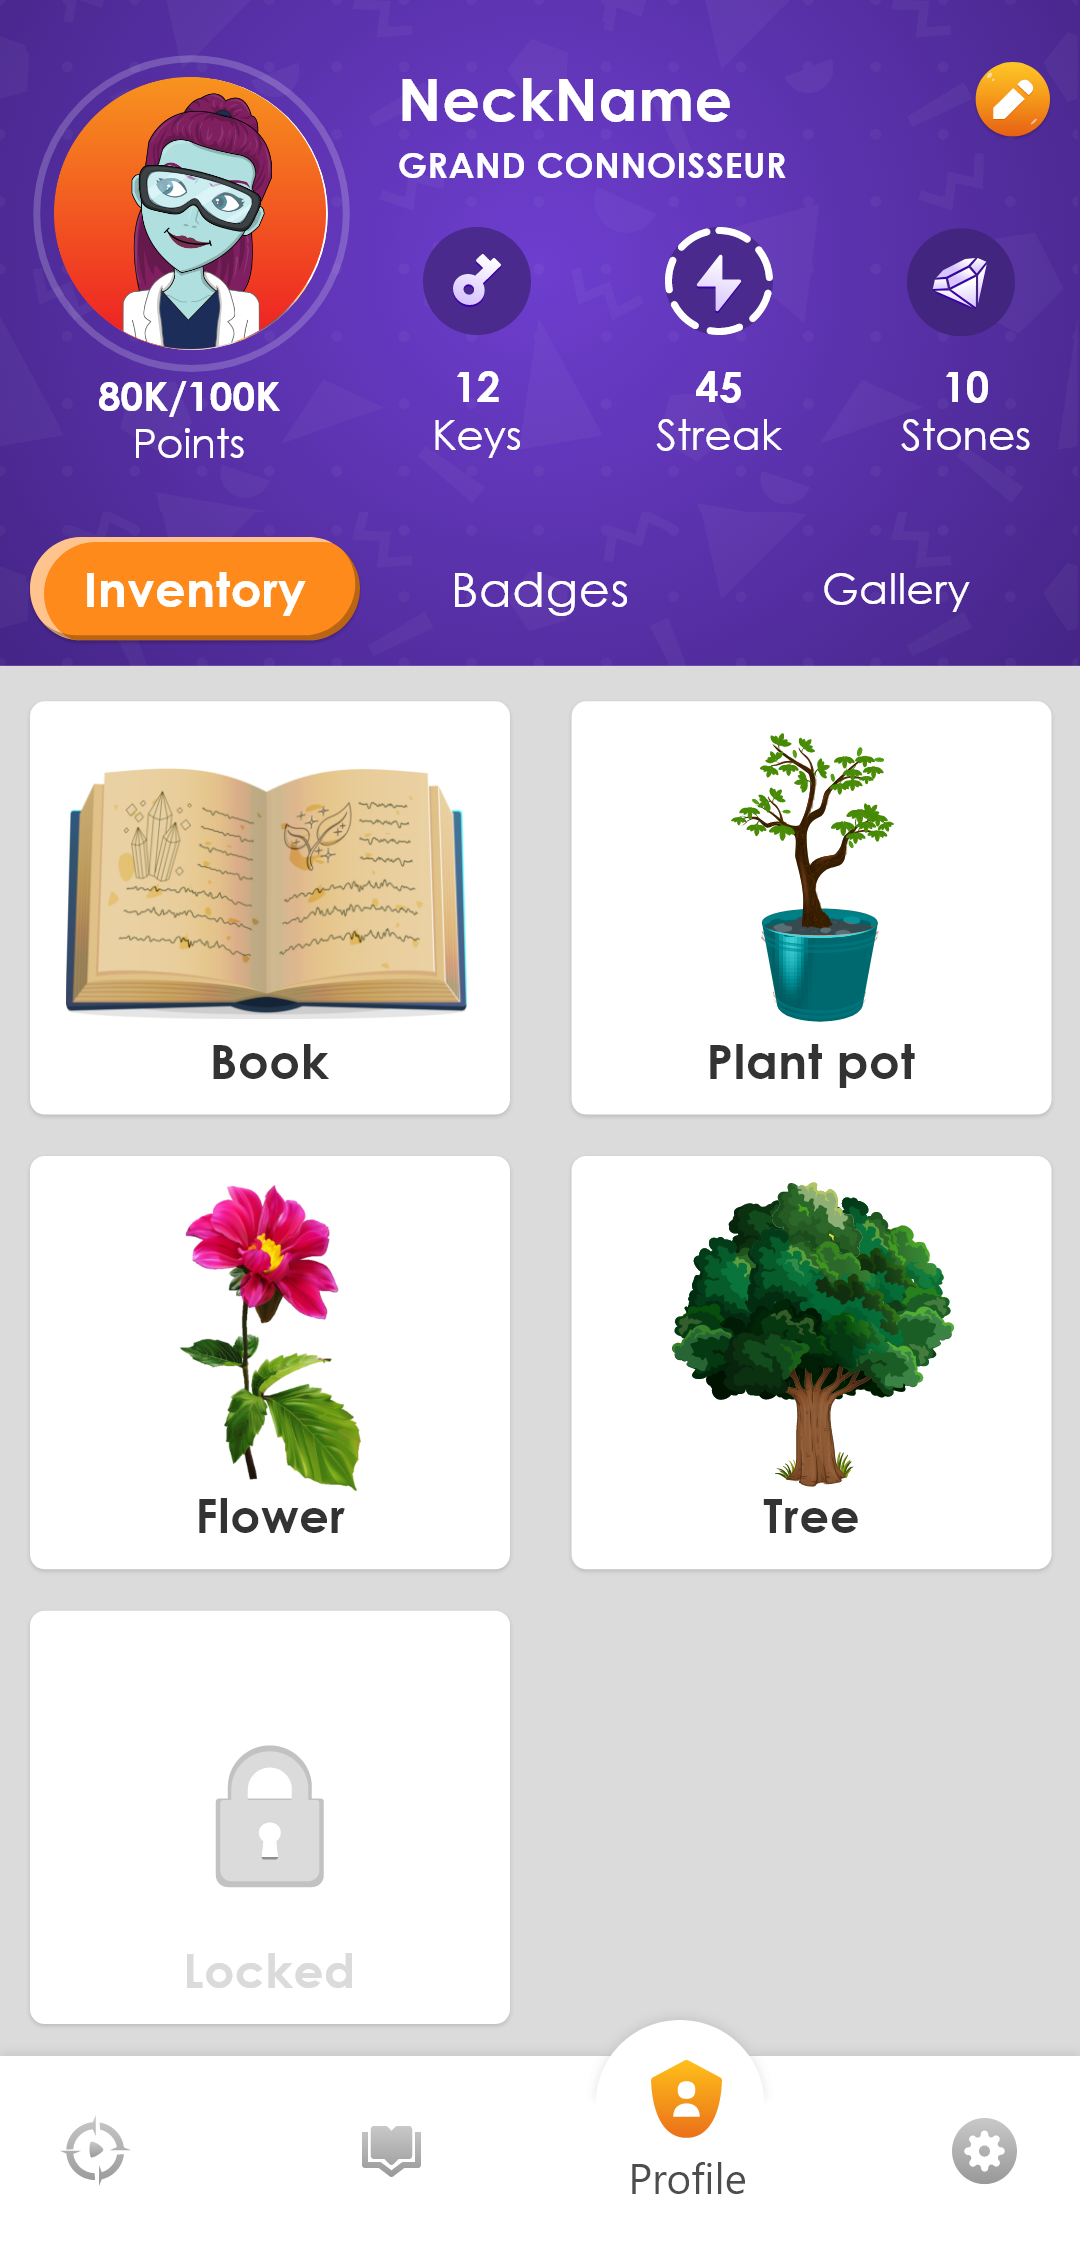 NeckName
GRAND CONNOISSEUR
80K/100K
Points
12
Keys
45
Streak
10
Stones
Inventory
Badges
Gallery
Book
Plant pot
Flower
Tree
Locked
Profile